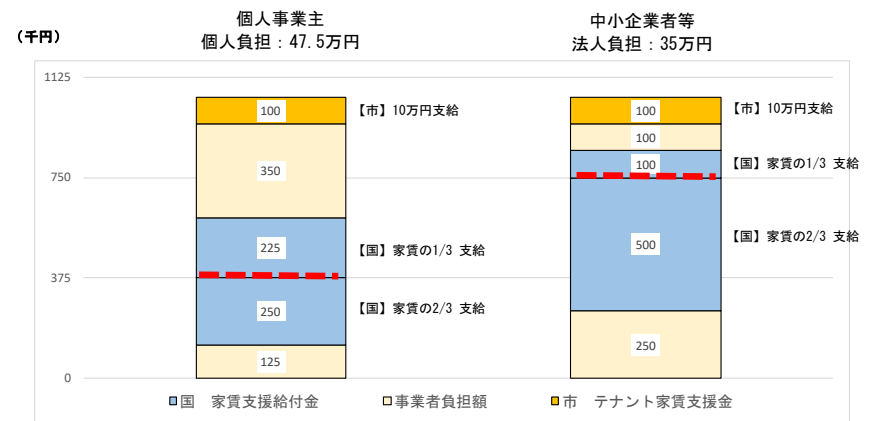 （千円）
個人事業主
個人負担：47.5万円
中小企業者等
法人負担：35万円
1125
750
375
0
100
350
225
250
125
【市】10万円支給
【国】家賃の1/3 支給
【国】家賃の2/3 支給
100
100
100
500
250
【市】10万円支給
【国】家賃の1/3 支給
【国】家賃の2/3 支給
国　家賃支援給付金
事業者負担額
市　テナント家賃支援金